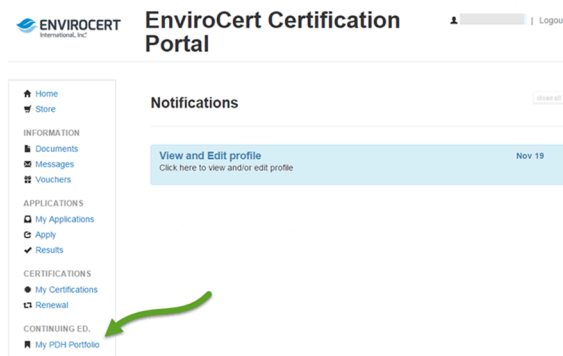 ENVIROCERT
International, Inc.
EnviroCert Certification
Portal
| Logou
Home
Store
INFORMATION
Documents
Messages
Vouchers
APPLICATIONS
My Applications
Apply
Results
CERTIFICATIONS
My Certifications
Renewal
CONTINUING ED.
My PDH Portfolio
Notifications
show all
View and Edit profile
Nov 19
Click here to view and/or edit profile